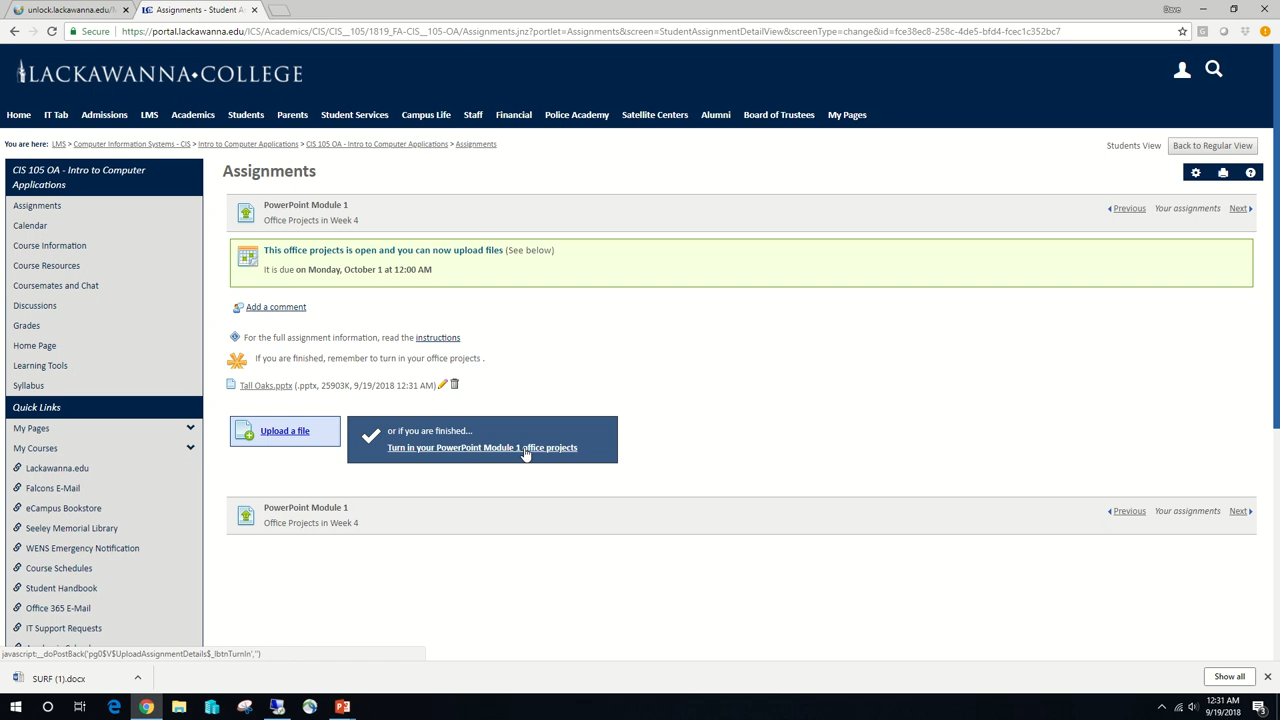 unlock.lackawanna.edu/
Assignments - Student A
Secure
https://portal.lackawanna.edu/ICS/Academics/CIS/CIS__105/1819_FA-CIS__105-OA/Assignments.jnz?portlet=Assignments&screen=StudentAssignmentDetailView&screenType=change&id=fce38ec8-258c-4de5-bfd4-fcec1c352bc7
LACKAWANNA COLLEGE
Home IT Tab Admissions LMS Academics Students Parents Student Services Campus Life Staff Financial Police Academy Satellite Centers Alumni Board of Trustees My Pages
You are here: LMS > Computer Information Systems - CIS > Intro to Computer Applications > CIS 105 OA - Intro to Computer Applications > Assignments
Students View Back to Regular View
CIS 105 OA - Intro to Computer
Applications
Assignments
Calendar
Course Information
Course Resources
Coursemates and Chat
Discussions
Grades
Home Page
Learning Tools
Syllabus
Quick Links
My Pages
My Courses
Lackawanna.edu
Falcons E-Mail
eCampus Bookstore
Seeley Memorial Library
WENS Emergency Notification
Course Schedules
Student Handbook
Office 365 E-Mail
IT Support Requests
Assignments
PowerPoint Module 1
Office Projects in Week 4
Previous Your assignments Next
This office projects is open and you can now upload files (See below)
It is due on Monday, October 1 at 12:00 AM
Add a comment
For the full assignment information, read the instructions
If you are finished, remember to turn in your office projects .
Tall Oaks.pptx (.pptx, 25903K, 9/19/2018 12:31 AM)
Upload a file
or if you are finished...
Turn in your PowerPoint Module 1 office projects
PowerPoint Module 1
Office Projects in Week 4
Previous Your assignments Next
javascript:__doPostBack('pg0$V$UploadAssignmentDetails$_lbtnTurnIn','')
SURF (1).docx
Show all
12:31 AM
9/19/2018
3